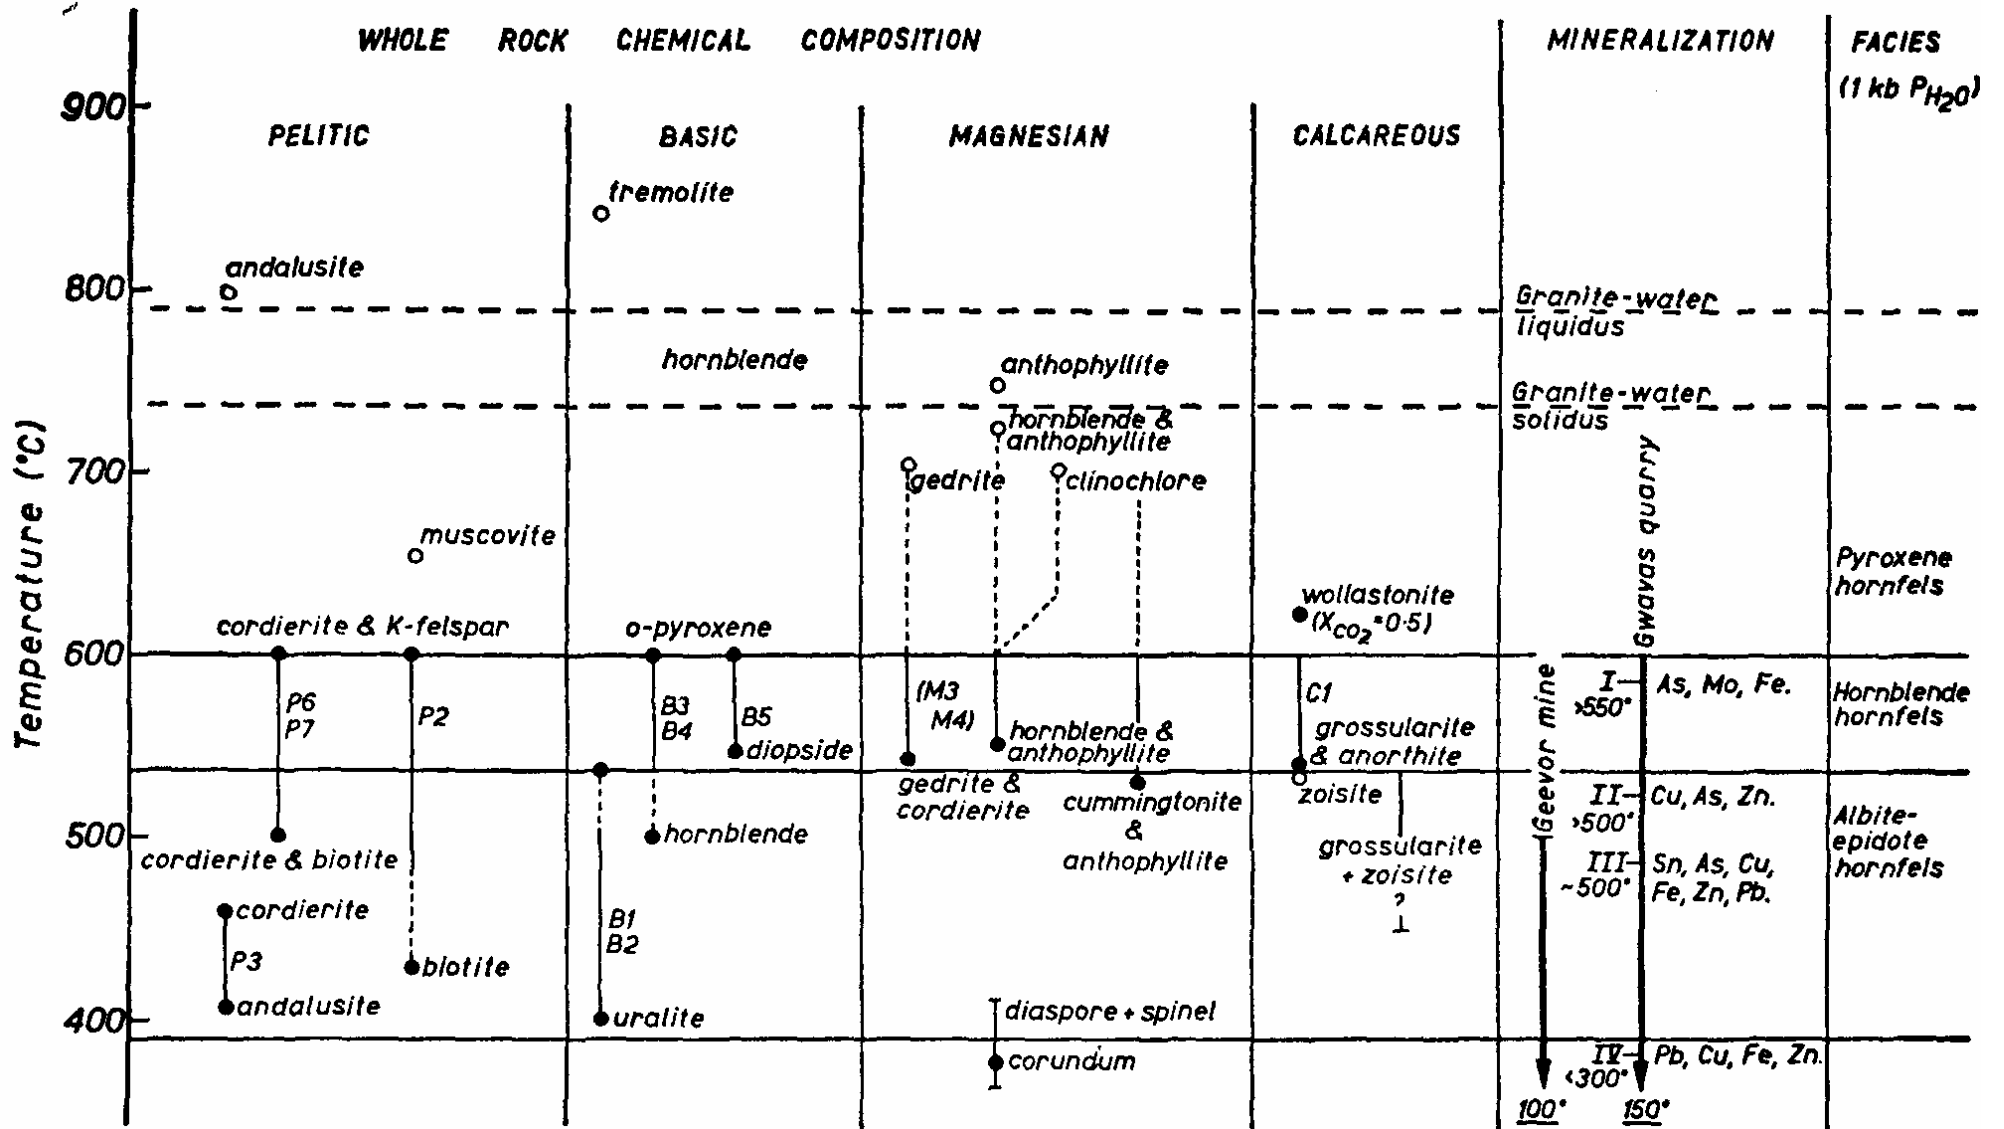 WHOLE ROCK CHEMICAL COMPOSITION
MINERALIZATION
FACIES
(1 kb PH2O)
PELITIC
BASIC
MAGNESIAN
CALCAREOUS
Temperature (°C)
900
800
700
600
500
400
andalusite
muscovite
cordierite & K-felspar
P6
P7
P2
cordierite & biotite
cordierite
P3
andalusite
biotite
tremolite
hornblende
o-pyroxene
B3
B4
B5
diopside
hornblende
B1
B2
uralite
anthophyllite
hornblende &
anthophyllite
gedrite
clinochlore
(M3
M4)
hornblende &
anthophyllite
gedrite &
cordierite
cummingtonite
&
anthophyllite
diaspore + spinel
corundum
wollastonite
(XCO2=0·5)
C1
grossularite
& anorthite
zoisite
grossularite
+ zoisite
?
Granite-water
liquidus
Granite-water
solidus
Gwavas quarry
Geevor mine
I
>550°
As, Mo, Fe.
II
>500°
Cu, As, Zn.
III
~500°
Sn, As, Cu,
Fe, Zn, Pb.
IV
<300°
Pb, Cu, Fe, Zn.
100°
150°
Pyroxene
hornfels
Hornblende
hornfels
Albite-
epidote
hornfels